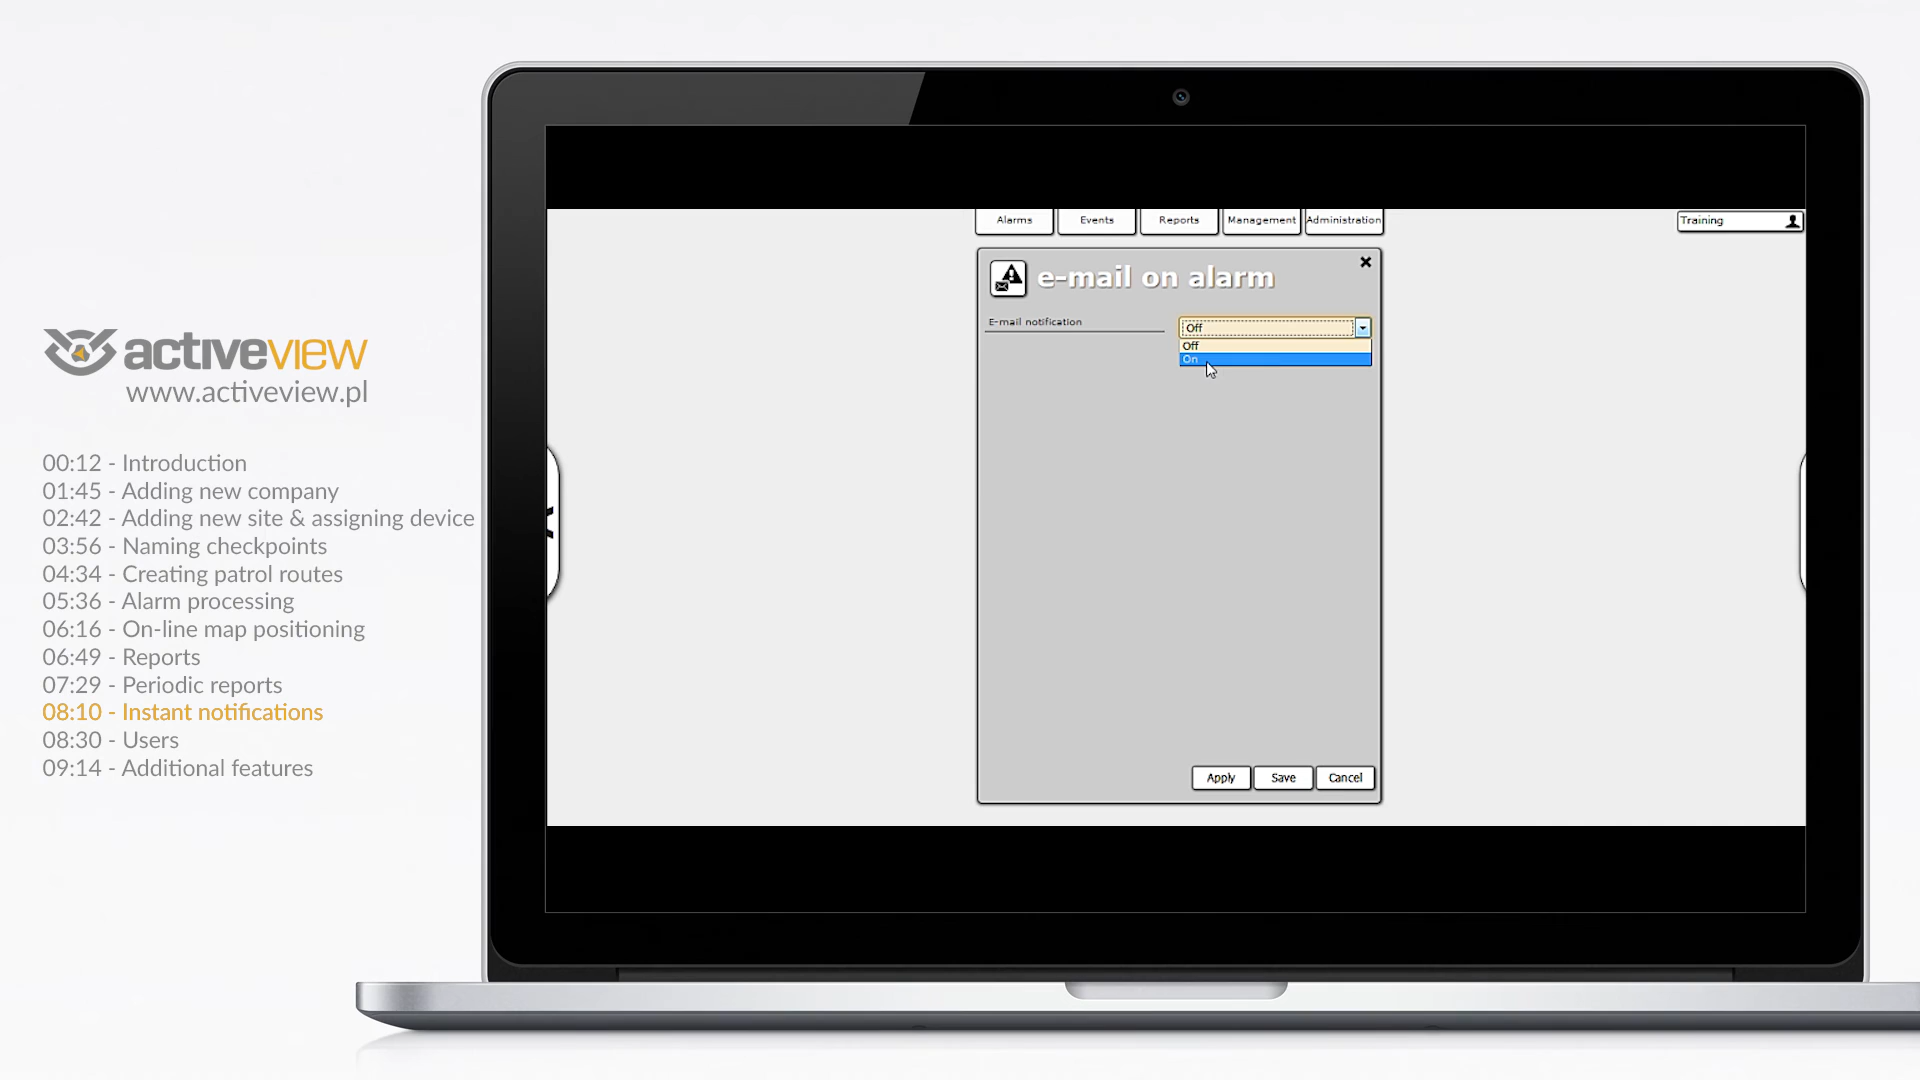 activeview
www.activeview.pl
00:12 - Introduction
01:45 - Adding new company
02:42 - Adding new site & assigning device
03:56 - Naming checkpoints
04:34 - Creating patrol routes
05:36 - Alarm processing
06:16 - On-line map positioning
06:49 - Reports
07:29 - Periodic reports
08:10 - Instant notifications
08:30 - Users
09:14 - Additional features
Alarms Events Reports Management Administration
Training
e-mail on alarm
E-mail notification
Off
Off
On
Apply Save Cancel